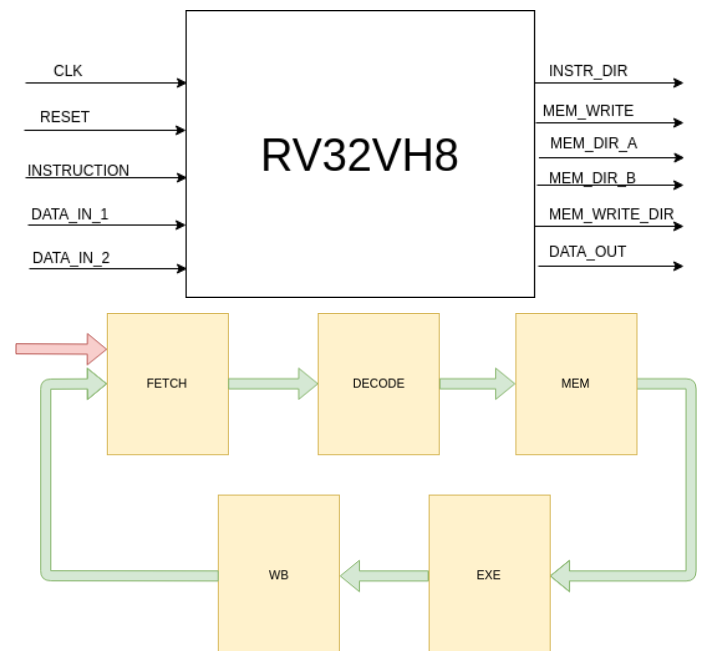 CLK
RESET
INSTRUCTION
DATA_IN_1
DATA_IN_2
RV32VH8
INSTR_DIR
MEM_WRITE
MEM_DIR_A
MEM_DIR_B
MEM_WRITE_DIR
DATA_OUT
FETCH
DECODE
MEM
WB
EXE